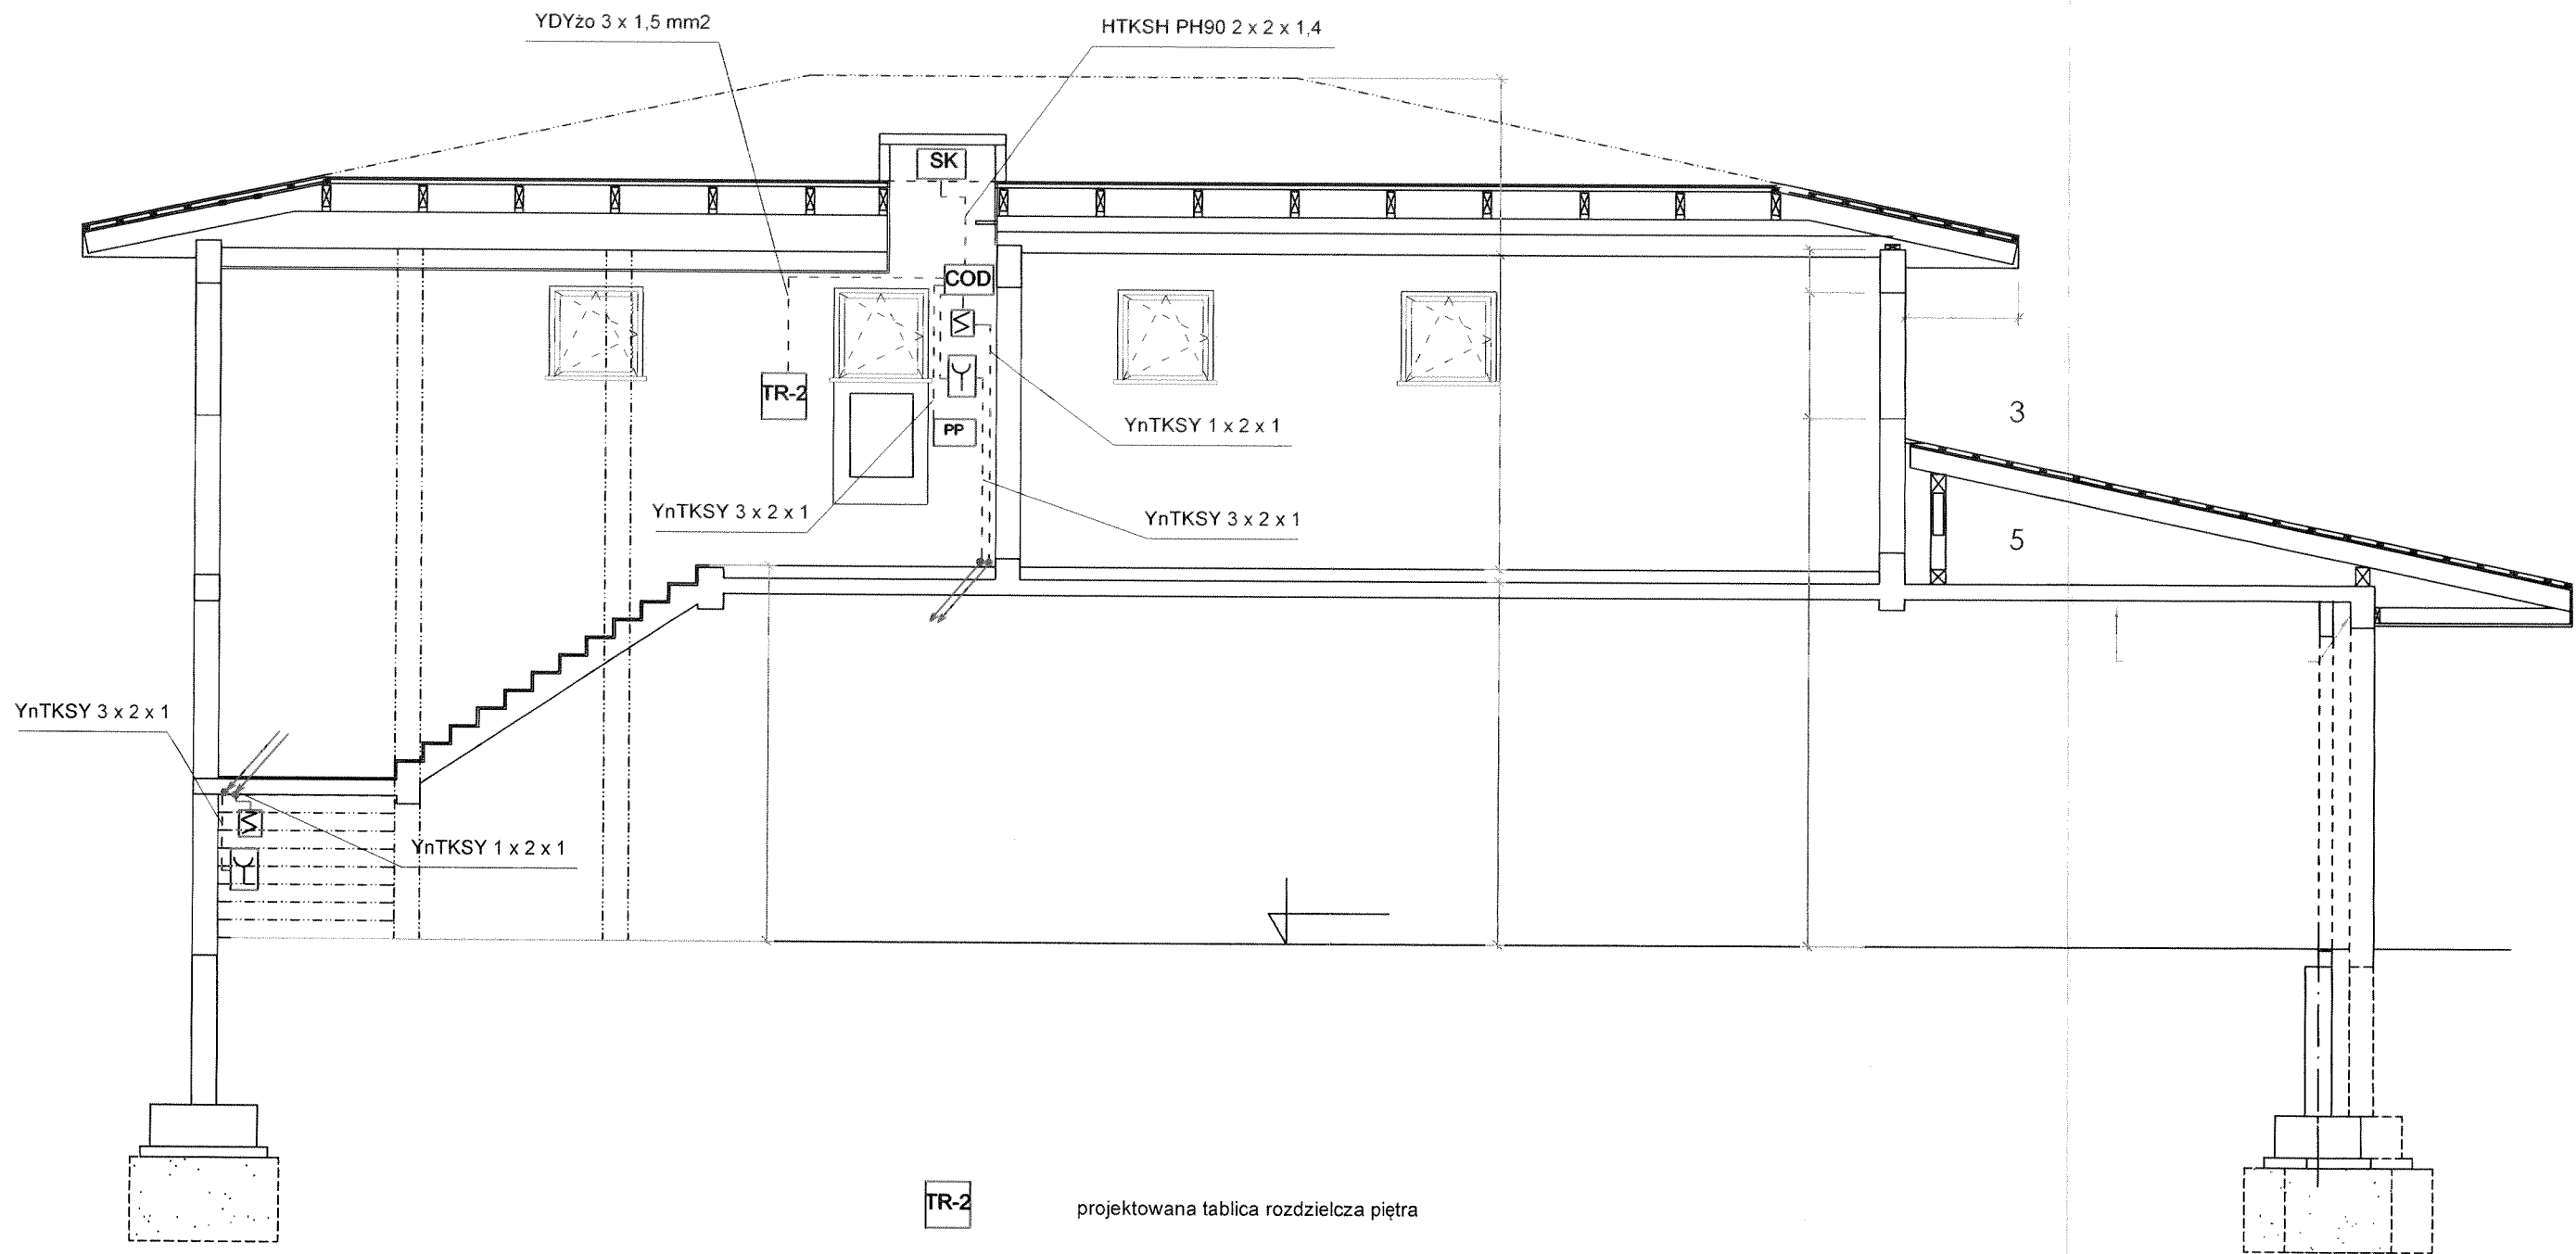 YDYżo 3 x 1,5 mm2
HTKSH PH90 2 x 2 x 1,4
SK
COD
TR-2
PP
3
YnTKSY 1 x 2 x 1
YnTKSY 3 x 2 x 1
YnTKSY 3 x 2 x 1
5
YnTKSY 3 x 2 x 1
YnTKSY 1 x 2 x 1
TR-2 projektowana tablica rozdzielcza piętra